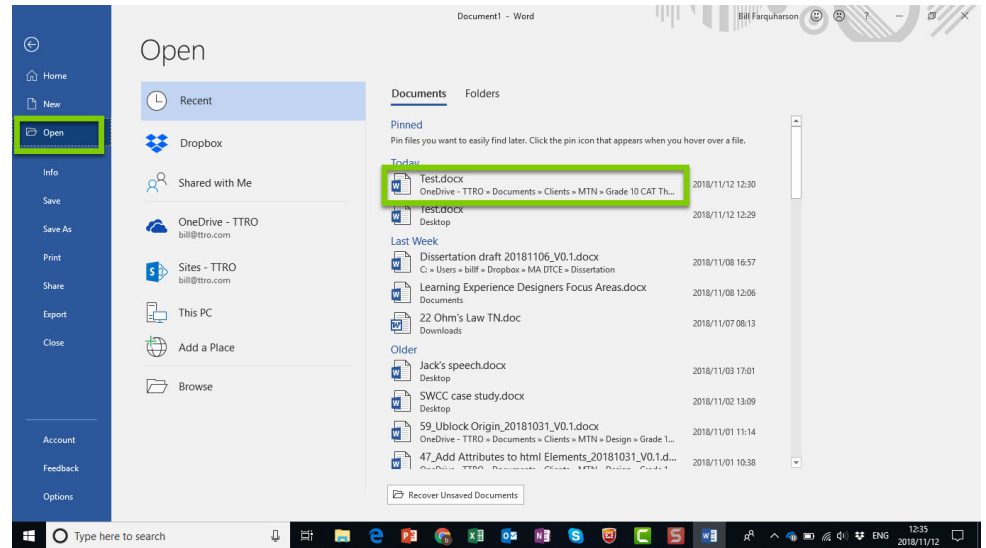 Document1 - Word
Bill Farquharson
?
Open
Home
New
Open
Info
Save
Save As
Print
Share
Export
Close
Account
Feedback
Options
Recent
Dropbox
Shared with Me
OneDrive - TTRO
bill@ttro.com
Sites - TTRO
bill@ttro.com
This PC
Add a Place
Browse
Documents Folders
Pinned
Pin files you want to easily find later. Click the pin icon that appears when you hover over a file.
Today
Test.docx
OneDrive - TTRO » Documents » Clients » MTN » Grade 10 CAT Th...
2018/11/12 12:30
Test.docx
Desktop
2018/11/12 12:29
Last Week
Dissertation draft 20181106_V0.1.docx
C: » Users » billf » Dropbox » MA DTCE » Dissertation
2018/11/08 16:57
Learning Experience Designers Focus Areas.docx
Documents
2018/11/08 12:06
22 Ohm's Law TN.doc
Downloads
2018/11/07 08:13
Older
Jack's speech.docx
Desktop
2018/11/03 17:01
SWCC case study.docx
Desktop
2018/11/02 13:09
59_Ublock Origin_20181031_V0.1.docx
OneDrive - TTRO » Documents » Clients » MTN » Design » Grade 1...
2018/11/01 11:14
47_Add Attributes to html Elements_20181031_V0.1.d...
OneDrive - TTRO » Documents » Clients » MTN » Design » Grade 1
2018/11/01 10:38
Recover Unsaved Documents
Type here to search
ENG
12:35
2018/11/12